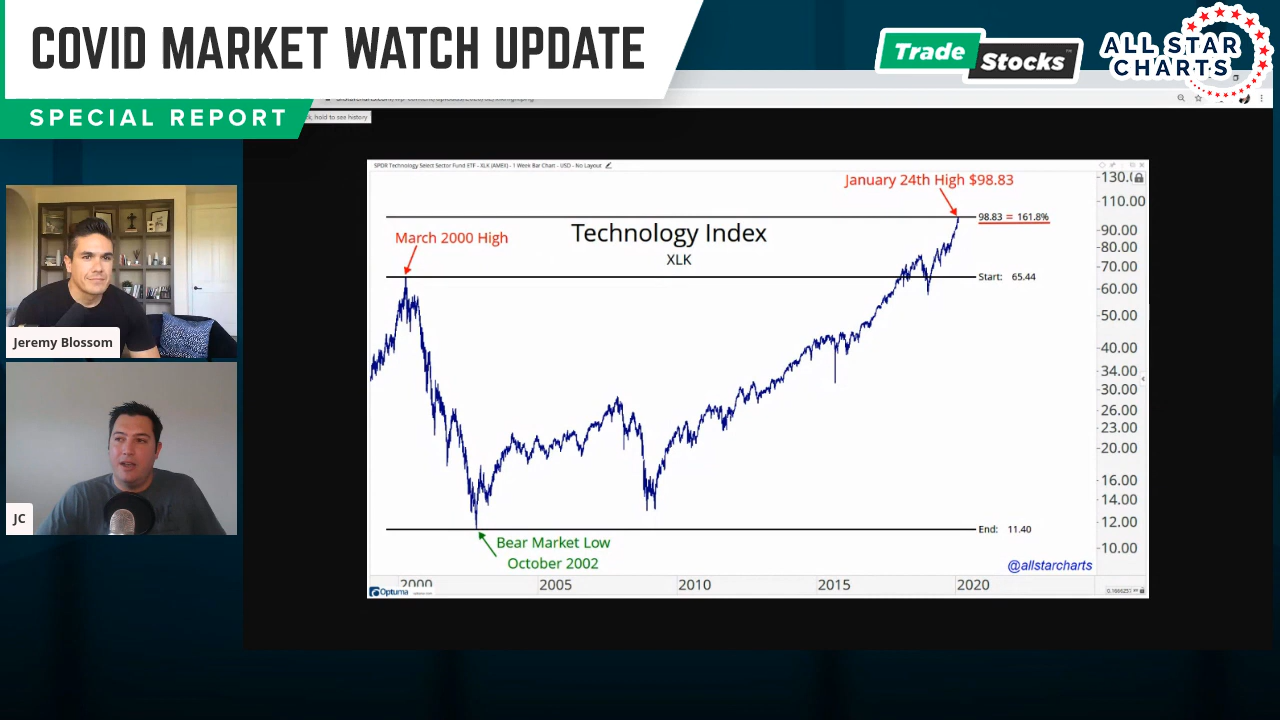 COVID MARKET WATCH UPDATE
SPECIAL REPORT
Trade
Stocks
ALL STAR
CHARTS
k, hold to see history
SPDR Technology Select Sector Fund ETF - XLK (AMEX) - 1 Week Bar Chart - USD - No Layout
January 24th High $98.83
98.83 = 161.8%
March 2000 High
Technology Index
XLK
Start: 65.44
Bear Market Low
October 2002
End: 11.40
@allstarcharts
130.0
110.00
90.00
80.00
70.00
60.00
50.00
40.00
34.00
30.00
26.00
23.00
20.00
16.00
14.00
12.00
10.00
2000
2005
2010
2015
2020
Optuma
Jeremy Blossom
JC